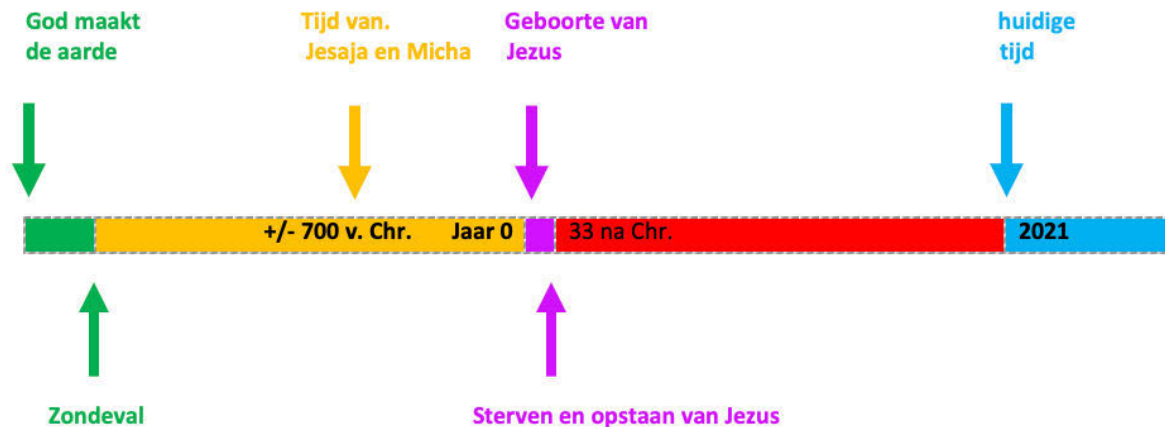 God maakt
de aarde
Tijd van.
Jesaja en Micha
Geboorte van
Jezus
huidige
tijd
+/- 700 v. Chr.
Jaar 0
33 na Chr.
2021
Zondeval
Sterven en opstaan van Jezus